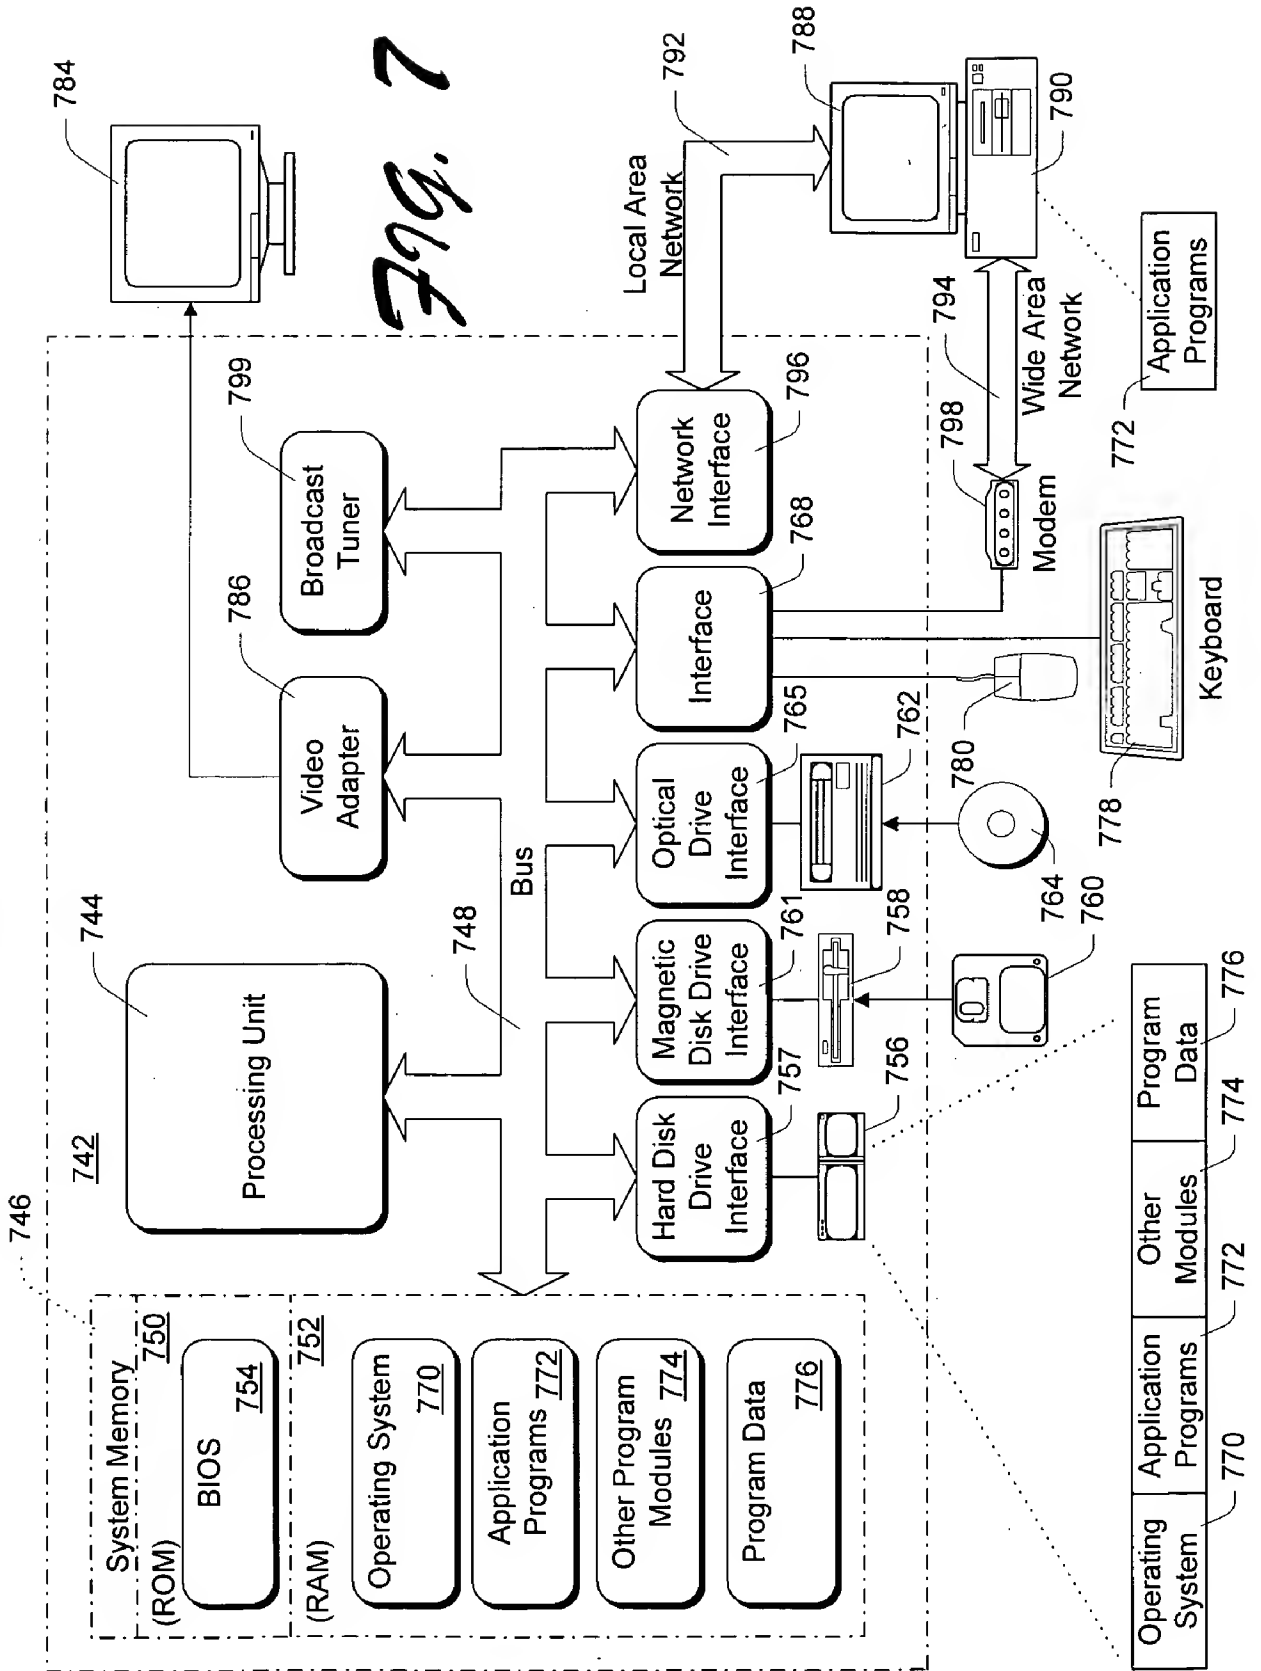 746
742
System Memory
(ROM)
750
BIOS
754
(RAM)
752
Operating System
770
Application
Programs 772
Other Program
Modules 774
Program Data
776
Processing Unit
744
748
Bus
Video
Adapter
786
Broadcast
Tuner
799
784
FIG. 7
Hard Disk
Drive
Interface
757
Magnetic
Disk Drive
Interface
761
Optical
Drive
Interface
765
Interface
768
Network
Interface
796
Local Area
Network
792
788
790
756
758
762
760
764
780
778
Keyboard
Modem
798
794
Wide Area
Network
772
Application
Programs
Operating
System
770
Application
Programs
772
Other
Modules
774
Program
Data
776